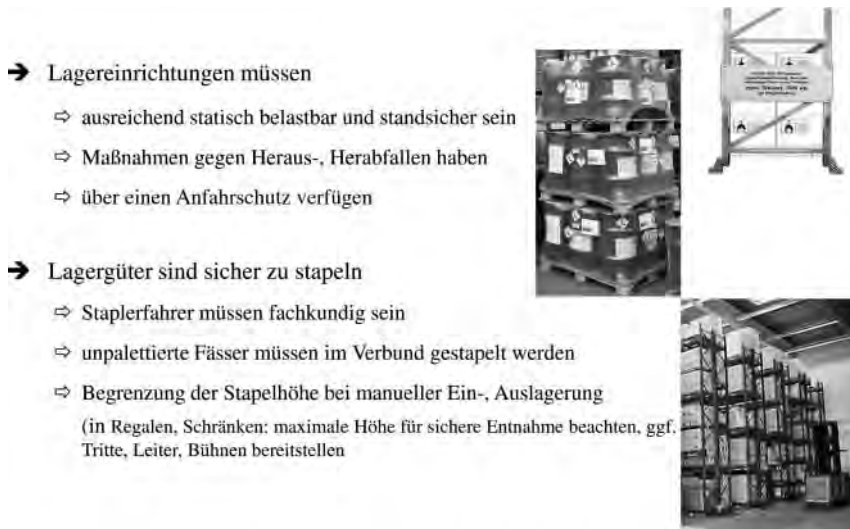 ➔ Lagereinrichtungen müssen
⇨ ausreichend statisch belastbar und standsicher sein
⇨ Maßnahmen gegen Heraus-, Herabfallen haben
⇨ über einen Anfahrschutz verfügen
➔ Lagergüter sind sicher zu stapeln
⇨ Staplerfahrer müssen fachkundig sein
⇨ unpalettierte Fässer müssen im Verbund gestapelt werden
⇨ Begrenzung der Stapelhöhe bei manueller Ein-, Auslagerung
(in Regalen, Schränken: maximale Höhe für sichere Entnahme beachten, ggf.
Tritte, Leiter, Bühnen bereitstellen